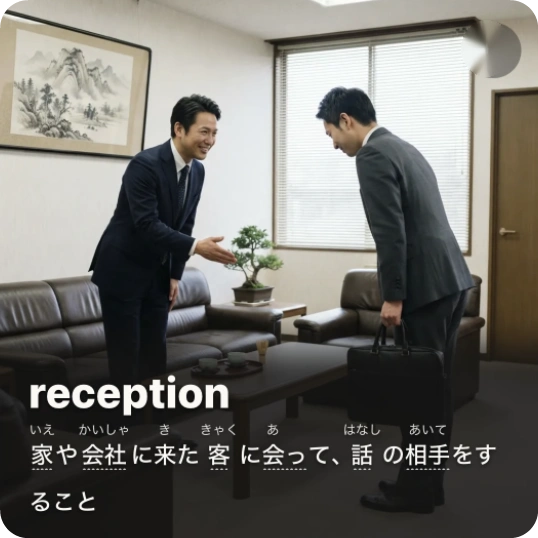 reception
いえ かいしゃ き きゃく あ はなし あいて
家や会社に来た客に会って、話の相手をす
ること